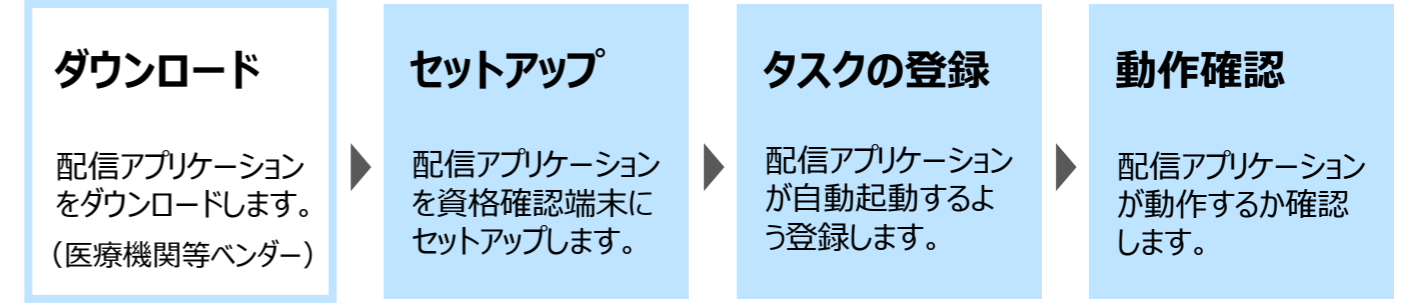 ダウンロード
配信アプリケーション
をダウンロードします。
(医療機関等ベンダー)
セットアップ
配信アプリケーション
を資格確認端末に
セットアップします。
タスクの登録
配信アプリケーション
が自動起動するよ
う登録します。
動作確認
配信アプリケーション
が動作するか確認
します。